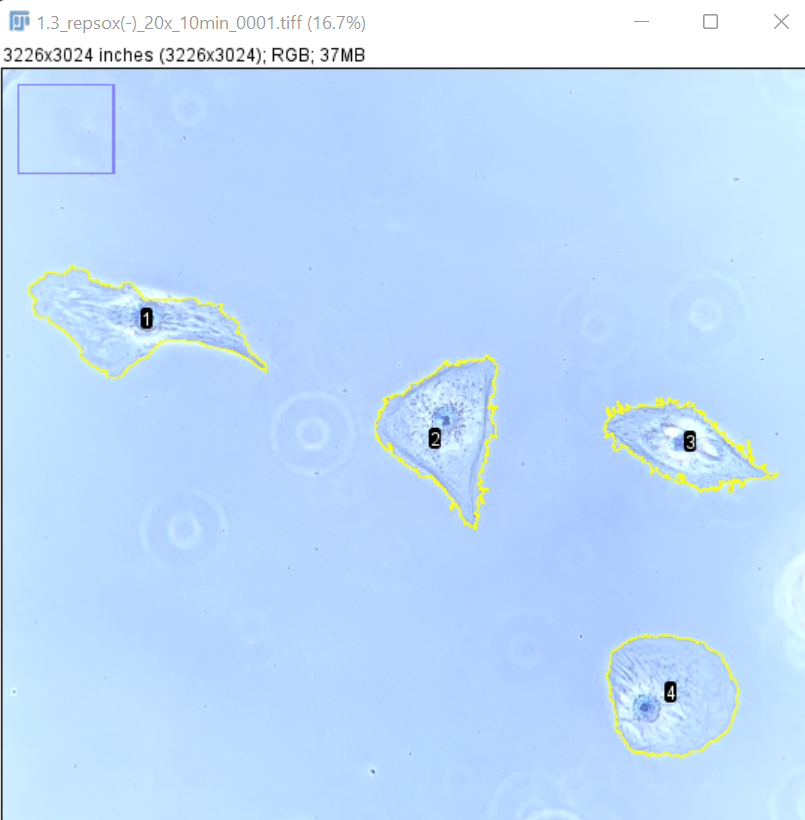 1.3_repsox(-)_20x_10min_0001.tiff (16.7%)
3226x3024 inches (3226x3024); RGB; 37MB
1
2
3
4